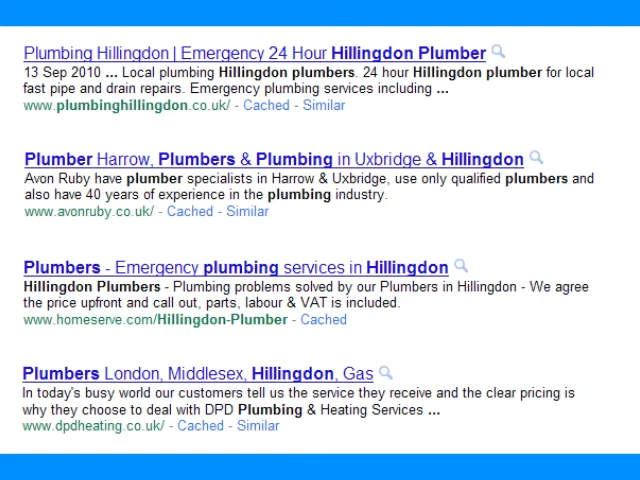 Plumbing Hillingdon | Emergency 24 Hour Hillingdon Plumber
13 Sep 2010 ... Local plumbing Hillingdon plumbers. 24 hour Hillingdon plumber for local
fast pipe and drain repairs. Emergency plumbing services including ...
www.plumbinghillingdon.co.uk/ - Cached - Similar
Plumber Harrow, Plumbers & Plumbing in Uxbridge & Hillingdon
Avon Ruby have plumber specialists in Harrow & Uxbridge, use only qualified plumbers and
also have 40 years of experience in the plumbing industry.
www.avonruby.co.uk/ - Cached - Similar
Plumbers - Emergency plumbing services in Hillingdon
Hillingdon Plumbers - Plumbing problems solved by our Plumbers in Hillingdon - We agree
the price upfront and call out, parts, labour & VAT is included.
www.homeserve.com/Hillingdon-Plumber - Cached
Plumbers London, Middlesex, Hillingdon, Gas
In today's busy world our customers tell us the service they receive and the clear pricing is
why they choose to deal with DPD Plumbing & Heating Services ...
www.dpdheating.co.uk/ - Cached - Similar